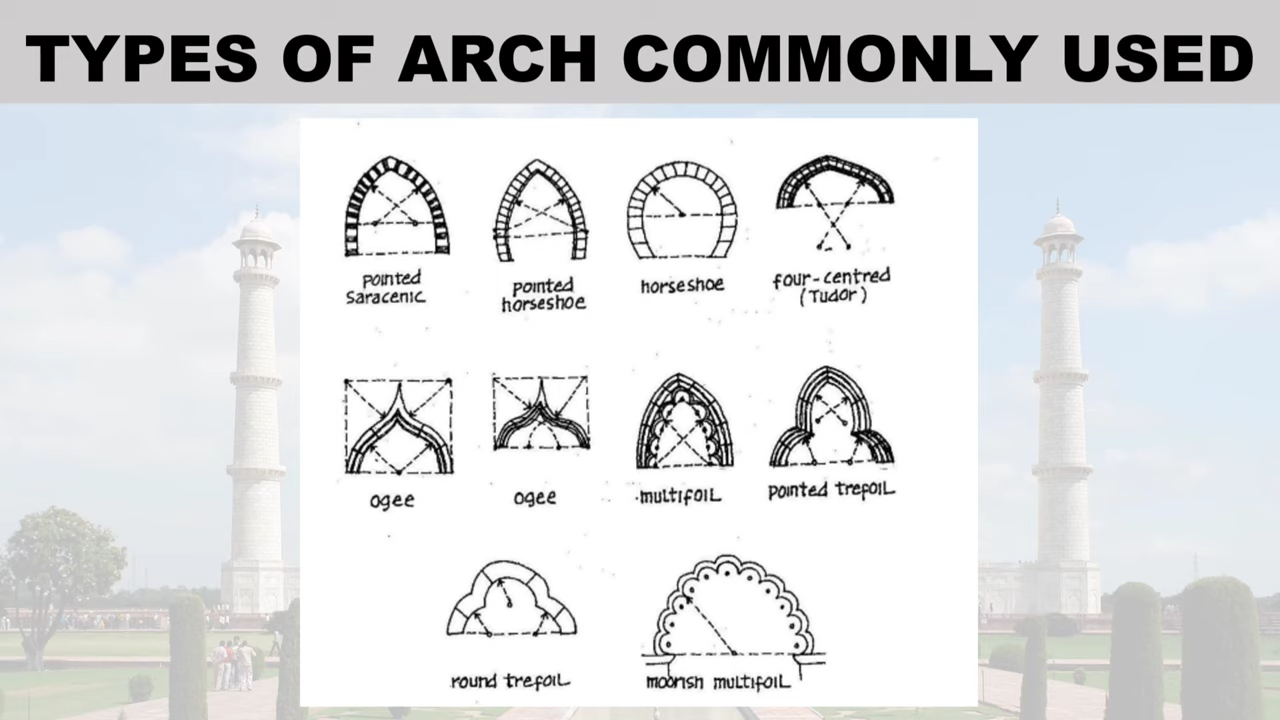 TYPES OF ARCH COMMONLY USED
pointed
Saracenic
pointed
horseshoe
horseshoe
four-centred
(Tudor)
ogee
ogee
multifoil
pointed trefoil
round trefoil
moorish multifoil